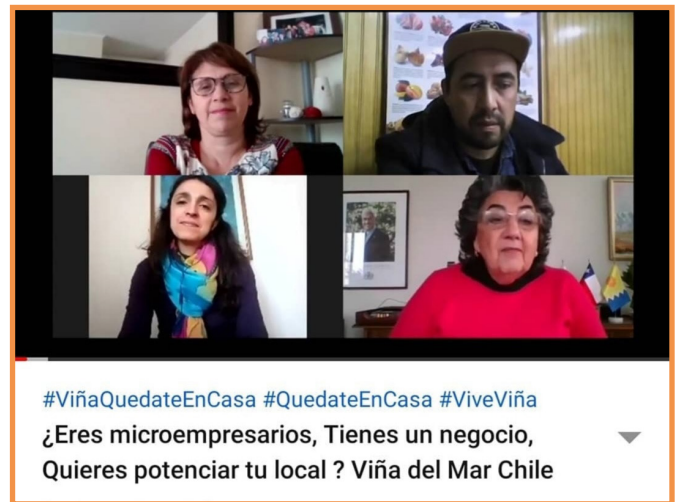 #ViñaQuedateEnCasa #QuedateEnCasa #ViveViña
¿Eres microempresarios, Tienes un negocio,
Quieres potenciar tu local ? Viña del Mar Chile